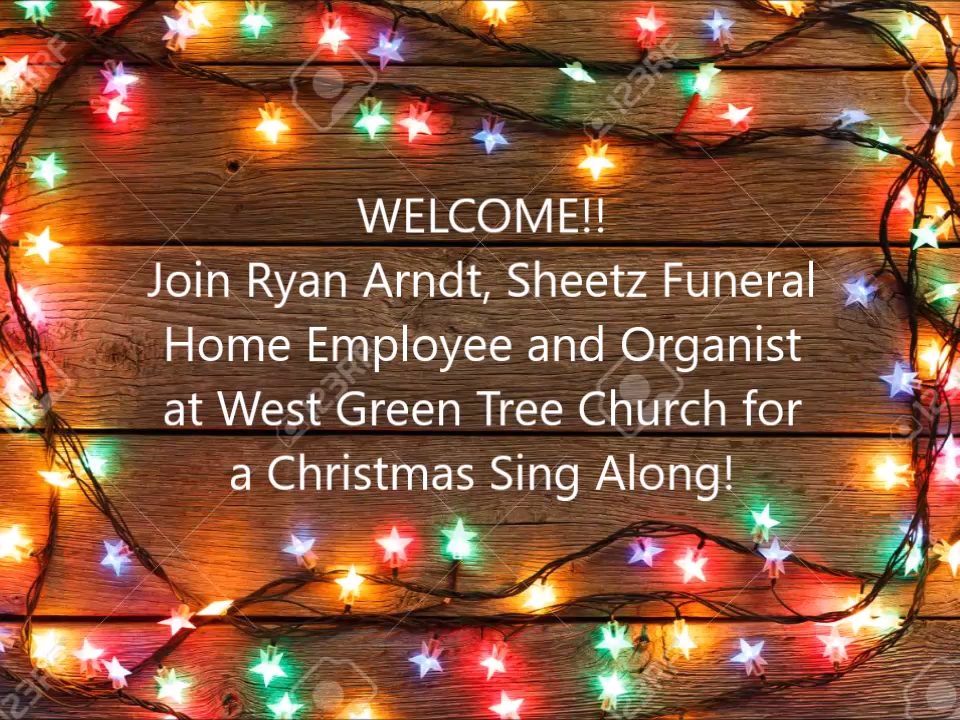 WELCOME!!
Join Ryan Arndt, Sheetz Funeral
Home Employee and Organist
at West Green Tree Church for
a Christmas Sing Along!
123RF